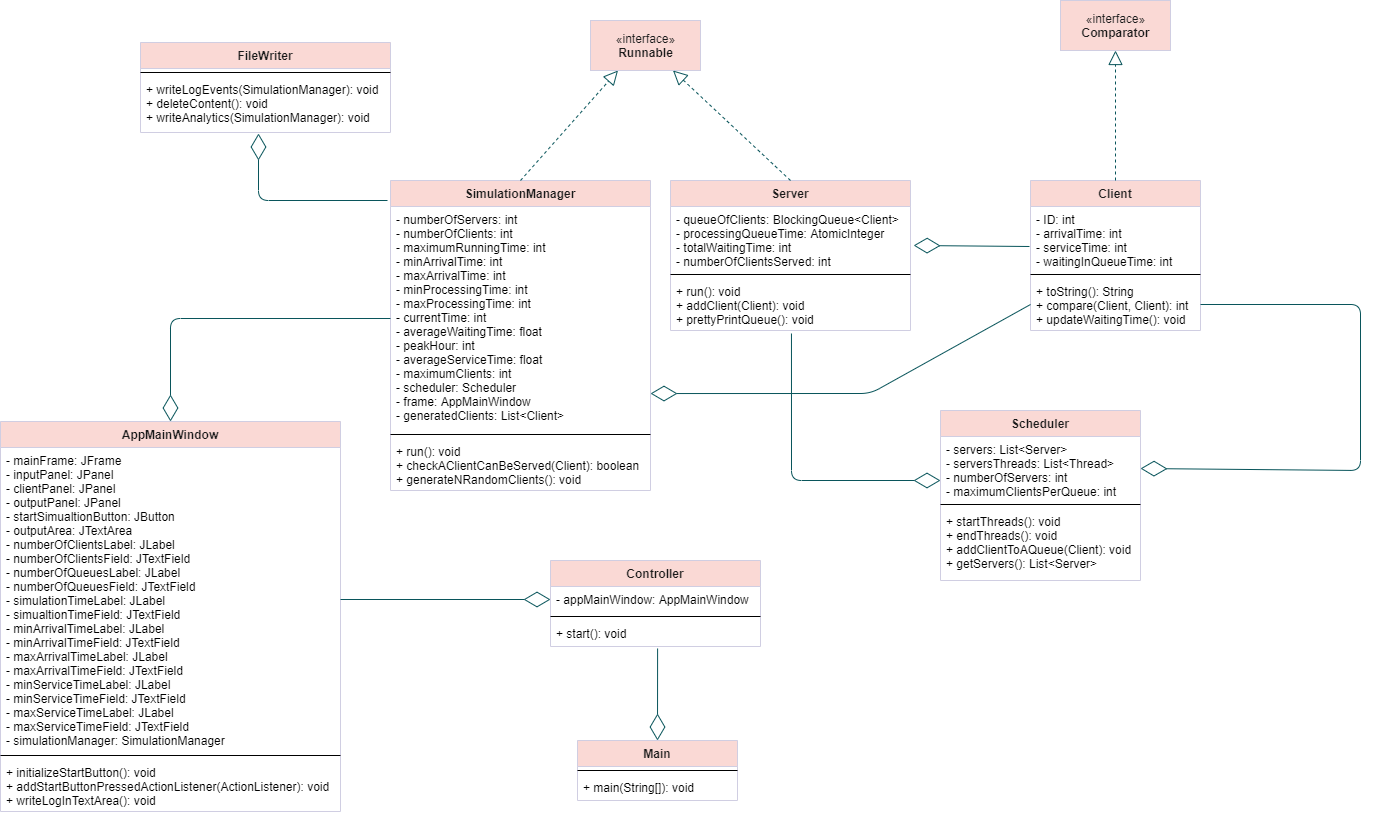 «interface»
Comparator
«interface»
Runnable
FileWriter
+ writeLogEvents(SimulationManager): void
+ deleteContent(): void
+ writeAnalytics(SimulationManager): void
SimulationManager
- numberOfServers: int
- numberOfClients: int
- maximumRunningTime: int
- minArrivalTime: int
- maxArrivalTime: int
- minProcessingTime: int
- maxProcessingTime: int
- currentTime: int
- averageWaitingTime: float
- peakHour: int
- averageServiceTime: float
- maximumClients: int
- scheduler: Scheduler
- frame: AppMainWindow
- generatedClients: List<Client>
+ run(): void
+ checkAClientCanBeServed(Client): boolean
+ generateNRandomClients(): void
Server
- queueOfClients: BlockingQueue<Client>
- processingQueueTime: AtomicInteger
- totalWaitingTime: int
- numberOfClientsServed: int
+ run(): void
+ addClient(Client): void
+ prettyPrintQueue(): void
Client
- ID: int
- arrivalTime: int
- serviceTime: int
- waitingInQueueTime: int
+ toString(): String
+ compare(Client, Client): int
+ updateWaitingTime(): void
Scheduler
- servers: List<Server>
- serversThreads: List<Thread>
- numberOfServers: int
- maximumClientsPerQueue: int
+ startThreads(): void
+ endThreads(): void
+ addClientToAQueue(Client): void
+ getServers(): List<Server>
AppMainWindow
- mainFrame: JFrame
- inputPanel: JPanel
- clientPanel: JPanel
- outputPanel: JPanel
- startSimualtionButton: JButton
- outputArea: JTextArea
- numberOfClientsLabel: JLabel
- numberOfClientsField: JTextField
- numberOfQueuesLabel: JLabel
- numberOfQueuesField: JTextField
- simulationTimeLabel: JLabel
- simualtionTimeField: JTextField
- minArrivalTimeLabel: JLabel
- minArrivalTimeField: JTextField
- maxArrivalTimeLabel: JLabel
- maxArrivalTimeField: JTextField
- minServiceTimeLabel: JLabel
- minServiceTimeField: JTextField
- maxServiceTimeLabel: JLabel
- maxServiceTimeField: JTextField
- simulationManager: SimulationManager
+ initializeStartButton(): void
+ addStartButtonPressedActionListener(ActionListener): void
+ writeLogInTextArea(): void
Controller
- appMainWindow: AppMainWindow
+ start(): void
Main
+ main(String[]): void